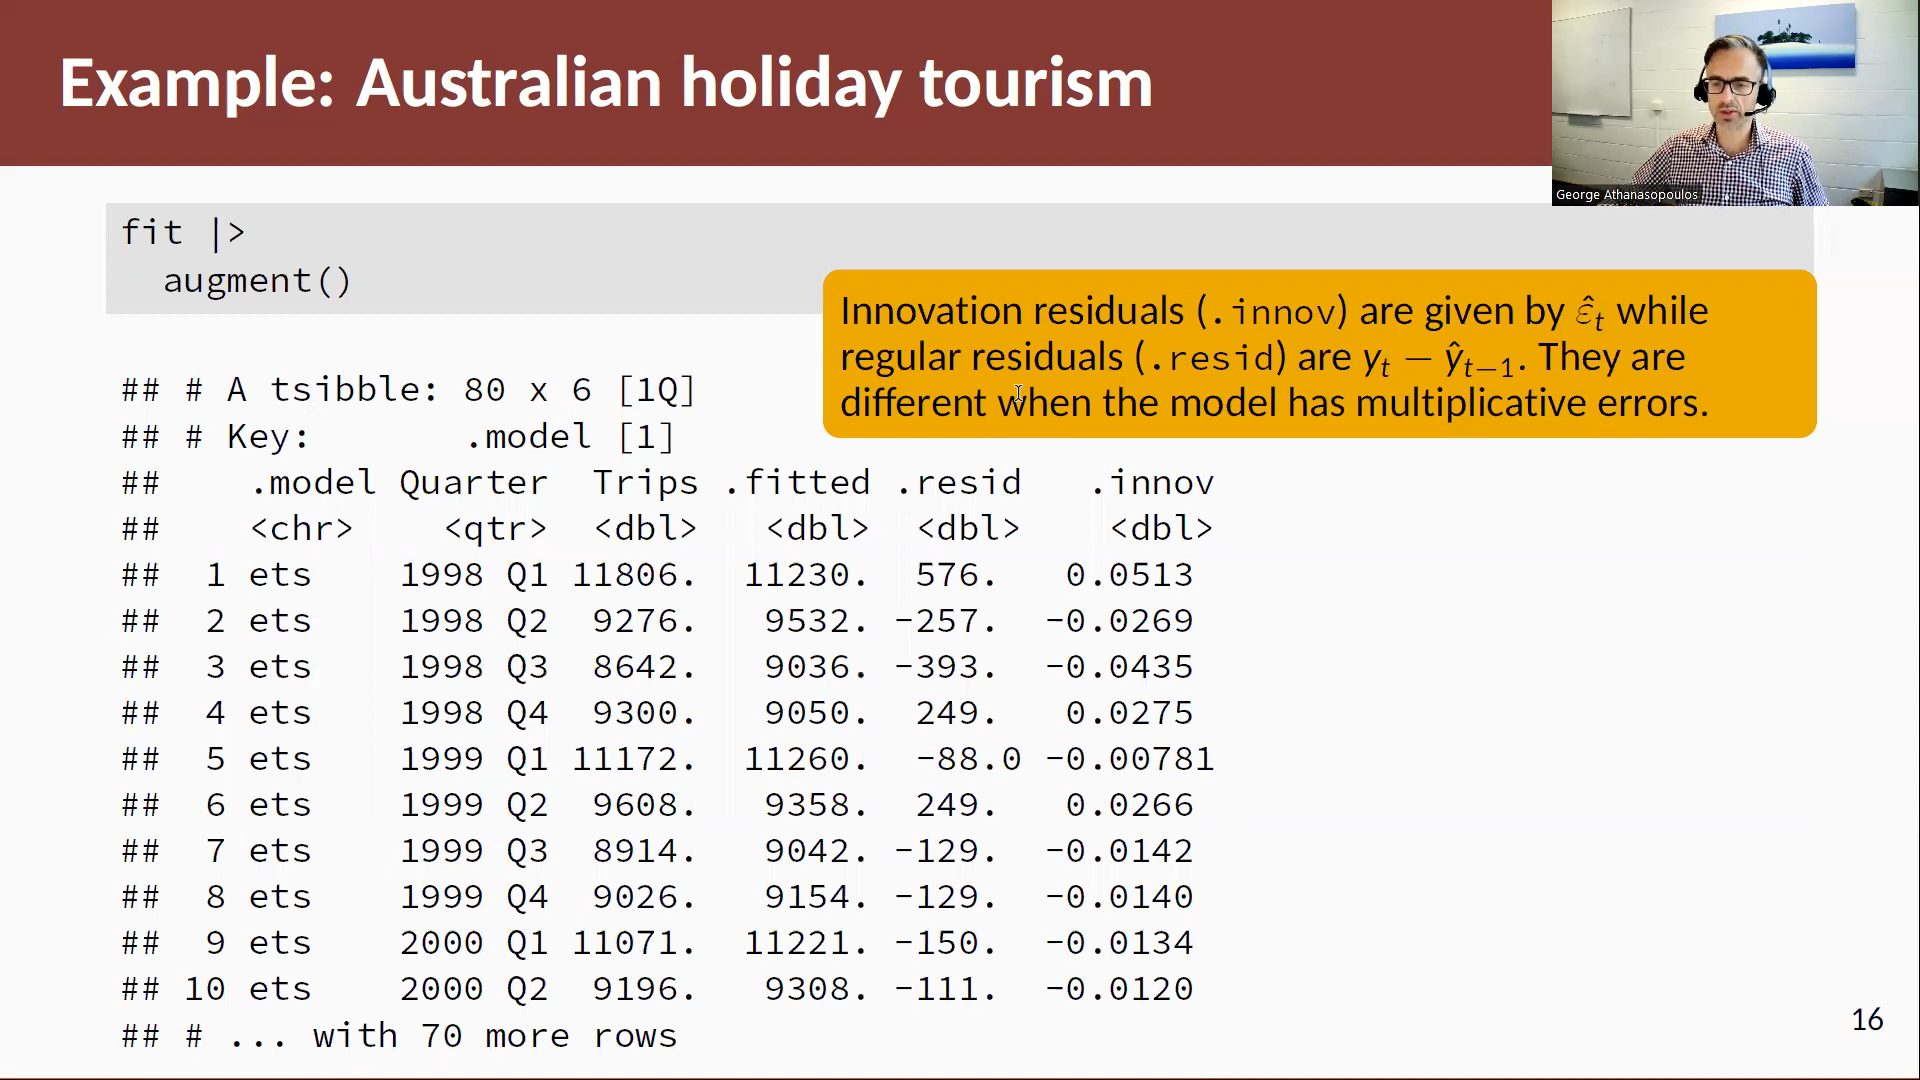 Example: Australian holiday tourism
George Athanasopoulos
fit |>
  augment()
Innovation residuals (.innov) are given by ε̂ₜ while
regular residuals (.resid) are yₜ − ŷₜ₋₁. They are
different when the model has multiplicative errors.
## # A tsibble: 80 x 6 [1Q]
## # Key:       .model [1]
##    .model Quarter  Trips .fitted .resid   .innov
##    <chr>    <qtr>  <dbl>   <dbl>  <dbl>    <dbl>
##  1 ets    1998 Q1 11806.  11230.  576.   0.0513
##  2 ets    1998 Q2  9276.   9532. -257.  -0.0269
##  3 ets    1998 Q3  8642.   9036. -393.  -0.0435
##  4 ets    1998 Q4  9300.   9050.  249.   0.0275
##  5 ets    1999 Q1 11172.  11260.  -88.0 -0.00781
##  6 ets    1999 Q2  9608.   9358.  249.   0.0266
##  7 ets    1999 Q3  8914.   9042. -129.  -0.0142
##  8 ets    1999 Q4  9026.   9154. -129.  -0.0140
##  9 ets    2000 Q1 11071.  11221. -150.  -0.0134
## 10 ets    2000 Q2  9196.   9308. -111.  -0.0120
## # ... with 70 more rows
16